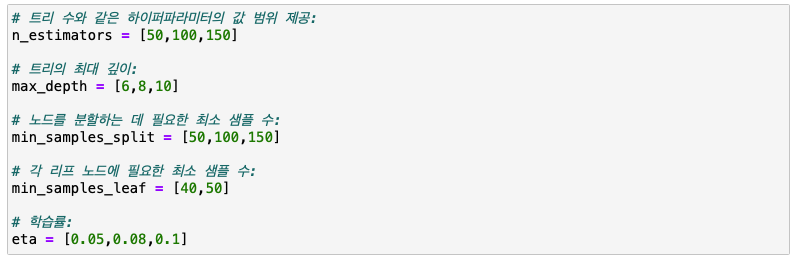 # 트리 수와 같은 하이퍼파라미터의 값 범위 제공:
n_estimators = [50,100,150]
# 트리의 최대 깊이:
max_depth = [6,8,10]
# 노드를 분할하는 데 필요한 최소 샘플 수:
min_samples_split = [50,100,150]
# 각 리프 노드에 필요한 최소 샘플 수:
min_samples_leaf = [40,50]
# 학습률:
eta = [0.05,0.08,0.1]